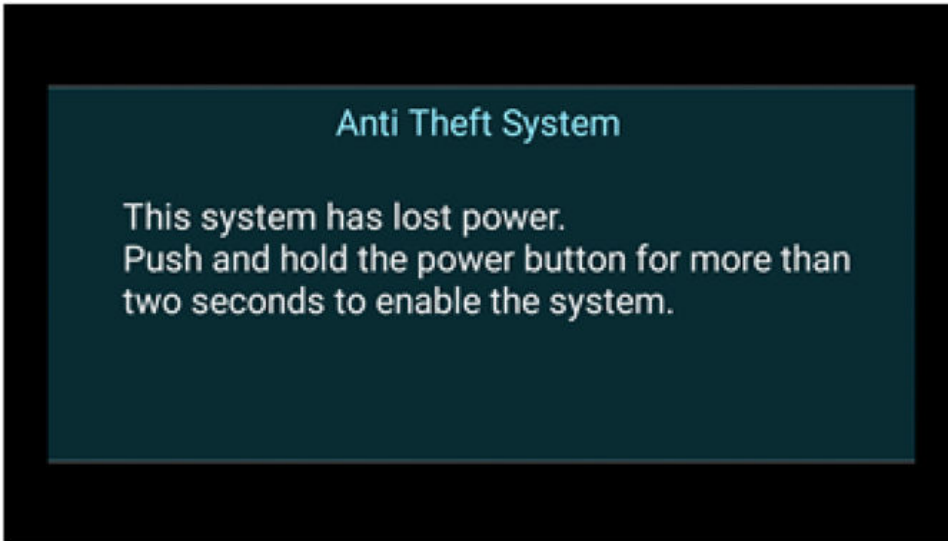 Anti Theft System
This system has lost power.
Push and hold the power button for more than
two seconds to enable the system.